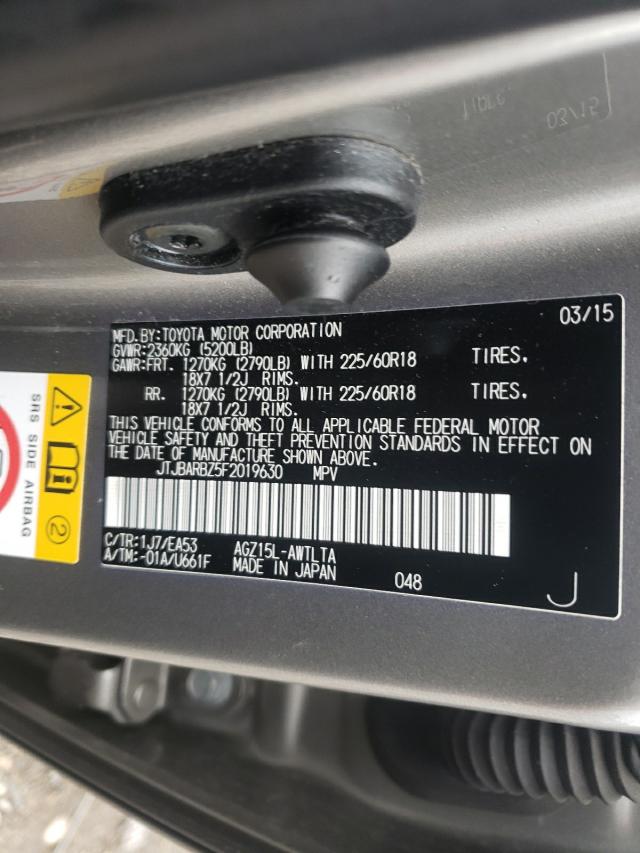 03/15
MFD.BY:TOYOTA MOTOR CORPORATION 03/15
GVWR:2360KG (5200LB)
GAWR:FRT. 1270KG (2790LB) WITH 225/60R18 TIRES.
18X7 1/2J RIMS.
RR. 1270KG (2790LB) WITH 225/60R18 TIRES.
18X7 1/2J RIMS.
THIS VEHICLE CONFORMS TO ALL APPLICABLE FEDERAL MOTOR
VEHICLE SAFETY AND THEFT PREVENTION STANDARDS IN EFFECT ON
THE DATE OF MANUFACTURE SHOWN ABOVE.
JTJBARBZ5F2019630 MPV
C/TR:1J7/EA53 AGZ15L-AWTLTA
A/TM:-01A/U661F MADE IN JAPAN 048 J
SRS SIDE AIRBAG
2